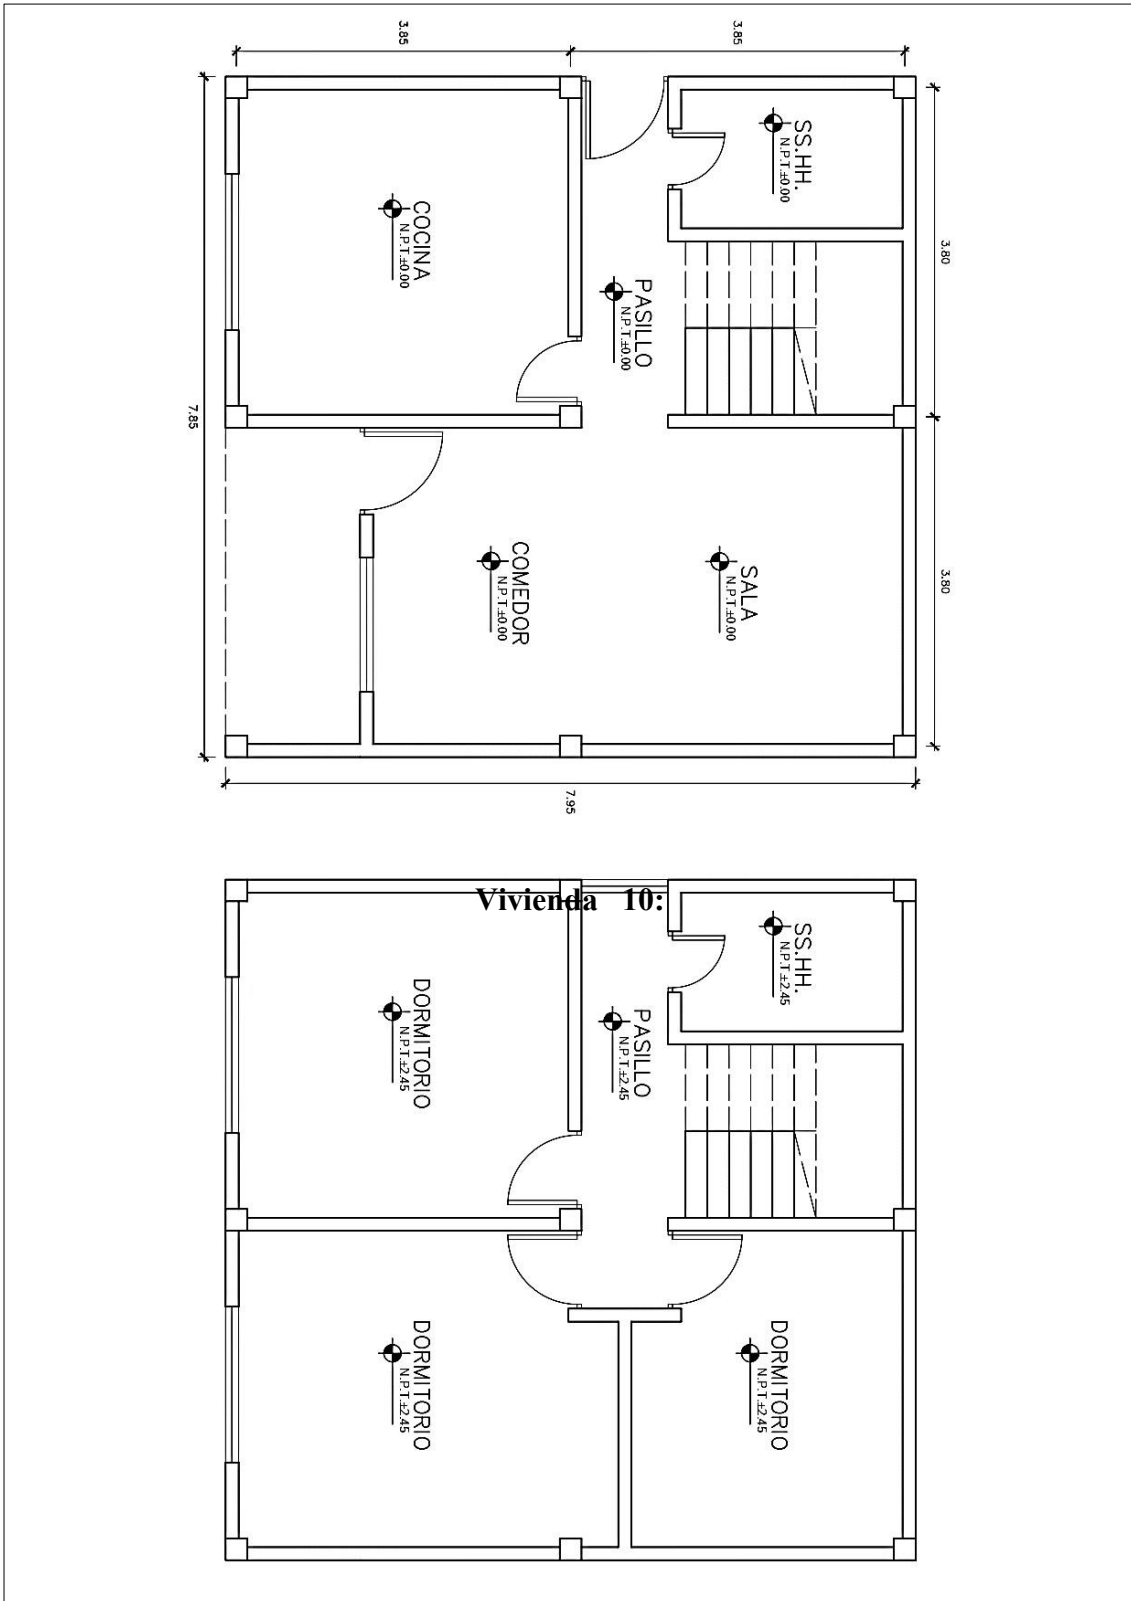 3.85
3.85
SS.HH.
N.P.T.±0.00
COCINA
N.P.T.±0.00
PASILLO
N.P.T.±0.00
3.80
7.85
COMEDOR
N.P.T.±0.00
SALA
N.P.T.±0.00
3.80
7.95
Vivienda 10:
SS.HH.
N.P.T.±2.45
DORMITORIO
N.P.T.±2.45
PASILLO
N.P.T.±2.45
DORMITORIO
N.P.T.±2.45
DORMITORIO
N.P.T.±2.45